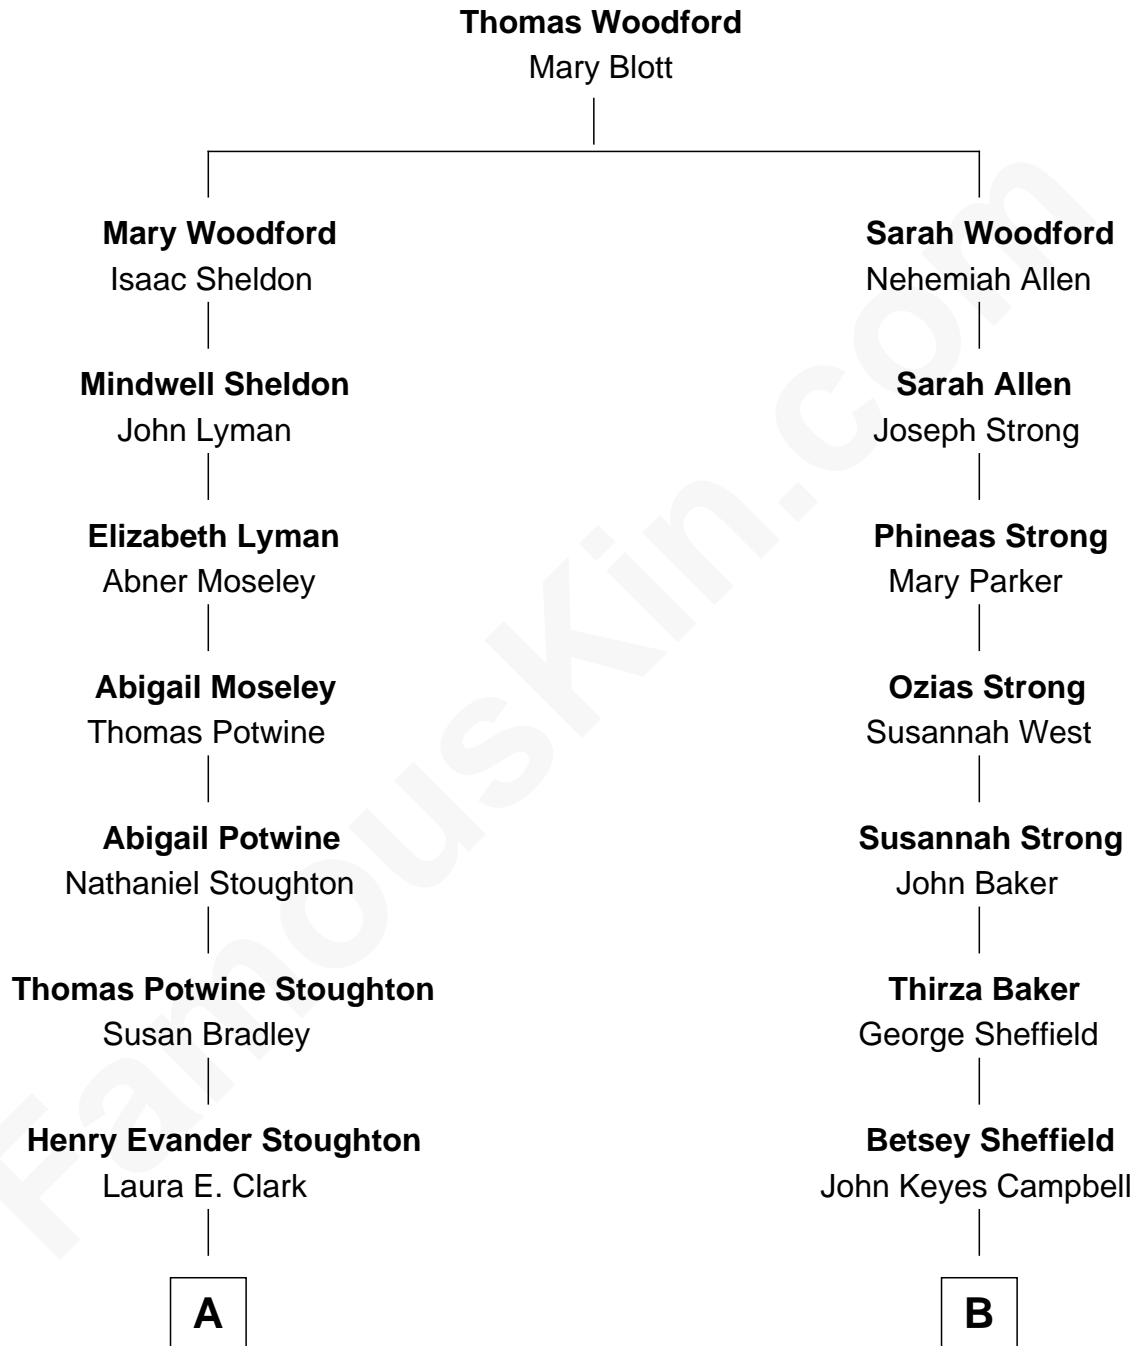 Thomas Woodford
Mary Blott
Mary Woodford
Isaac Sheldon
Mindwell Sheldon
John Lyman
Elizabeth Lyman
Abner Moseley
Abigail Moseley
Thomas Potwine
Abigail Potwine
Nathaniel Stoughton
Thomas Potwine Stoughton
Susan Bradley
Henry Evander Stoughton
Laura E. Clark
A
Sarah Woodford
Nehemiah Allen
Sarah Allen
Joseph Strong
Phineas Strong
Mary Parker
Ozias Strong
Susannah West
Susannah Strong
John Baker
Thirza Baker
George Sheffield
Betsey Sheffield
John Keyes Campbell
B
FamousKin.com